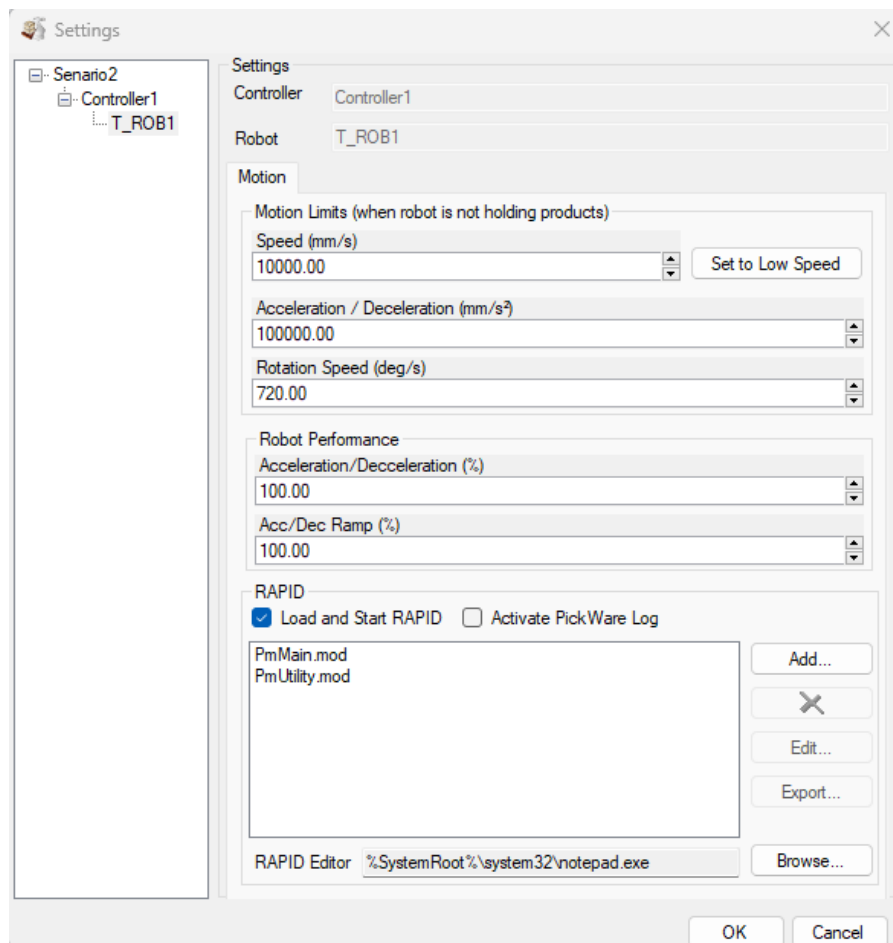 Settings
Senario2
Controller1
T_ROB1
Settings
Controller
Controller1
Robot
T_ROB1
Motion
Motion Limits (when robot is not holding products)
Speed (mm/s)
10000.00
Set to Low Speed
Acceleration / Deceleration (mm/s²)
100000.00
Rotation Speed (deg/s)
720.00
Robot Performance
Acceleration/Decceleration (%)
100.00
Acc/Dec Ramp (%)
100.00
RAPID
Load and Start RAPID Activate PickWare Log
PmMain.mod
PmUtility.mod
Add...
Edit...
Export...
RAPID Editor %SystemRoot%\system32\notepad.exe Browse...
OK Cancel